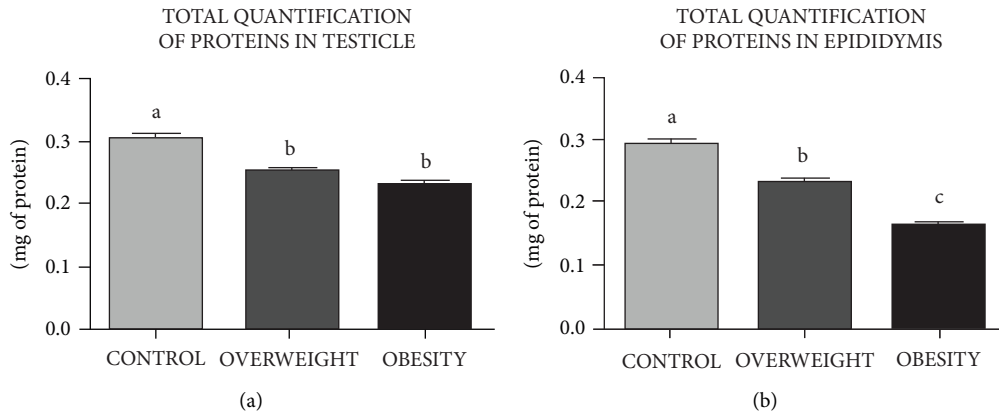 TOTAL QUANTIFICATION
OF PROTEINS IN TESTICLE
0.4
0.3
0.2
0.1
0.0
(mg of protein)
a
b
b
CONTROL
OVERWEIGHT
OBESITY
(a)
TOTAL QUANTIFICATION
OF PROTEINS IN EPIDIDYMIS
0.4
0.3
0.2
0.1
0.0
(mg of protein)
a
b
c
CONTROL
OVERWEIGHT
OBESITY
(b)